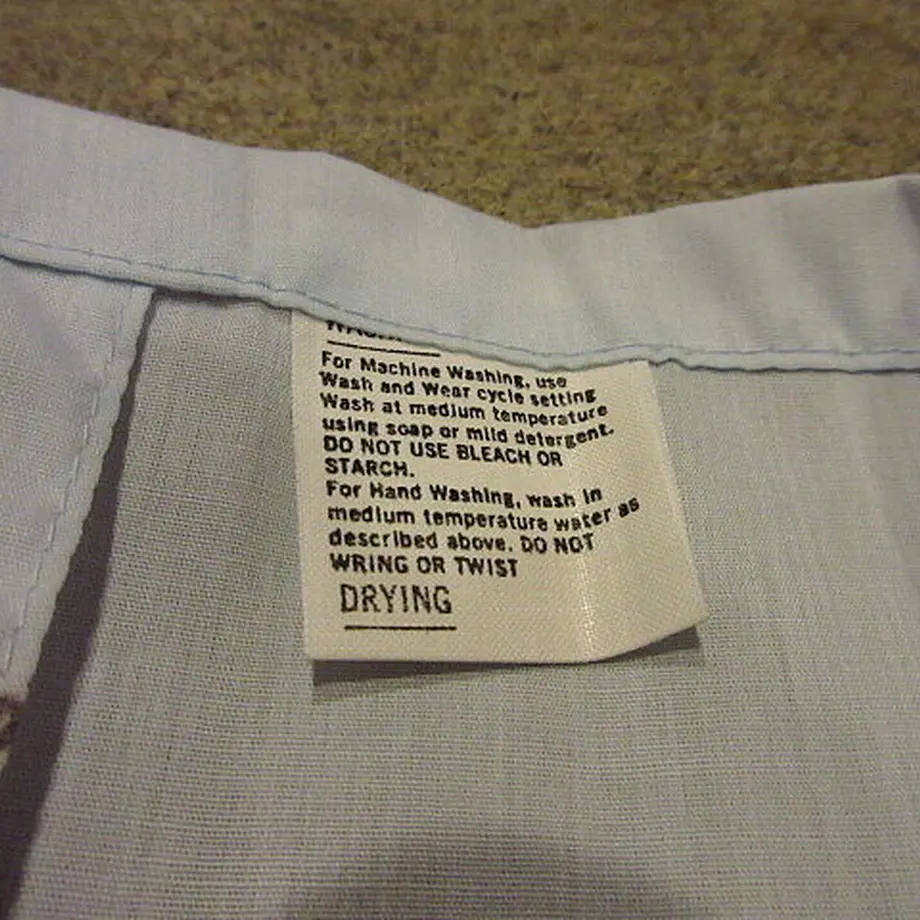 For Machine Washing, use
Wash and Wear cycle setting
Wash at medium temperature
using soap or mild detergent.
DO NOT USE BLEACH OR
STARCH.
For Hand Washing, wash in
medium temperature water as
described above. DO NOT
WRING OR TWIST
DRYING